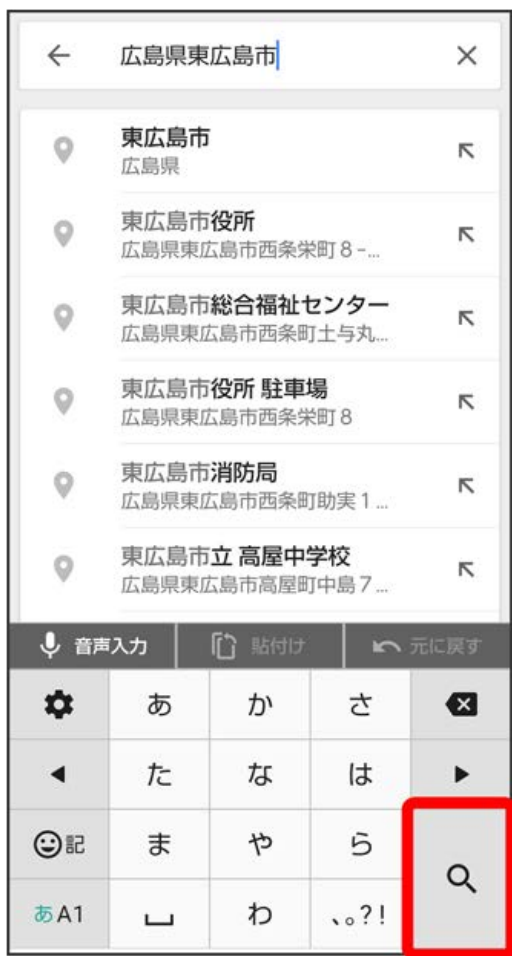 広島県東広島市
東広島市
広島県
東広島市役所
広島県東広島市西条栄町8-...
東広島市総合福祉センター
広島県東広島市西条町土与丸...
東広島市役所 駐車場
広島県東広島市西条栄町8
東広島市消防局
広島県東広島市西条町助実1...
東広島市立 高屋中学校
広島県東広島市高屋町中島7...
音声入力 貼付け 元に戻す
あ か さ
た な は
記 ま や ら
あA1 わ 、。?!